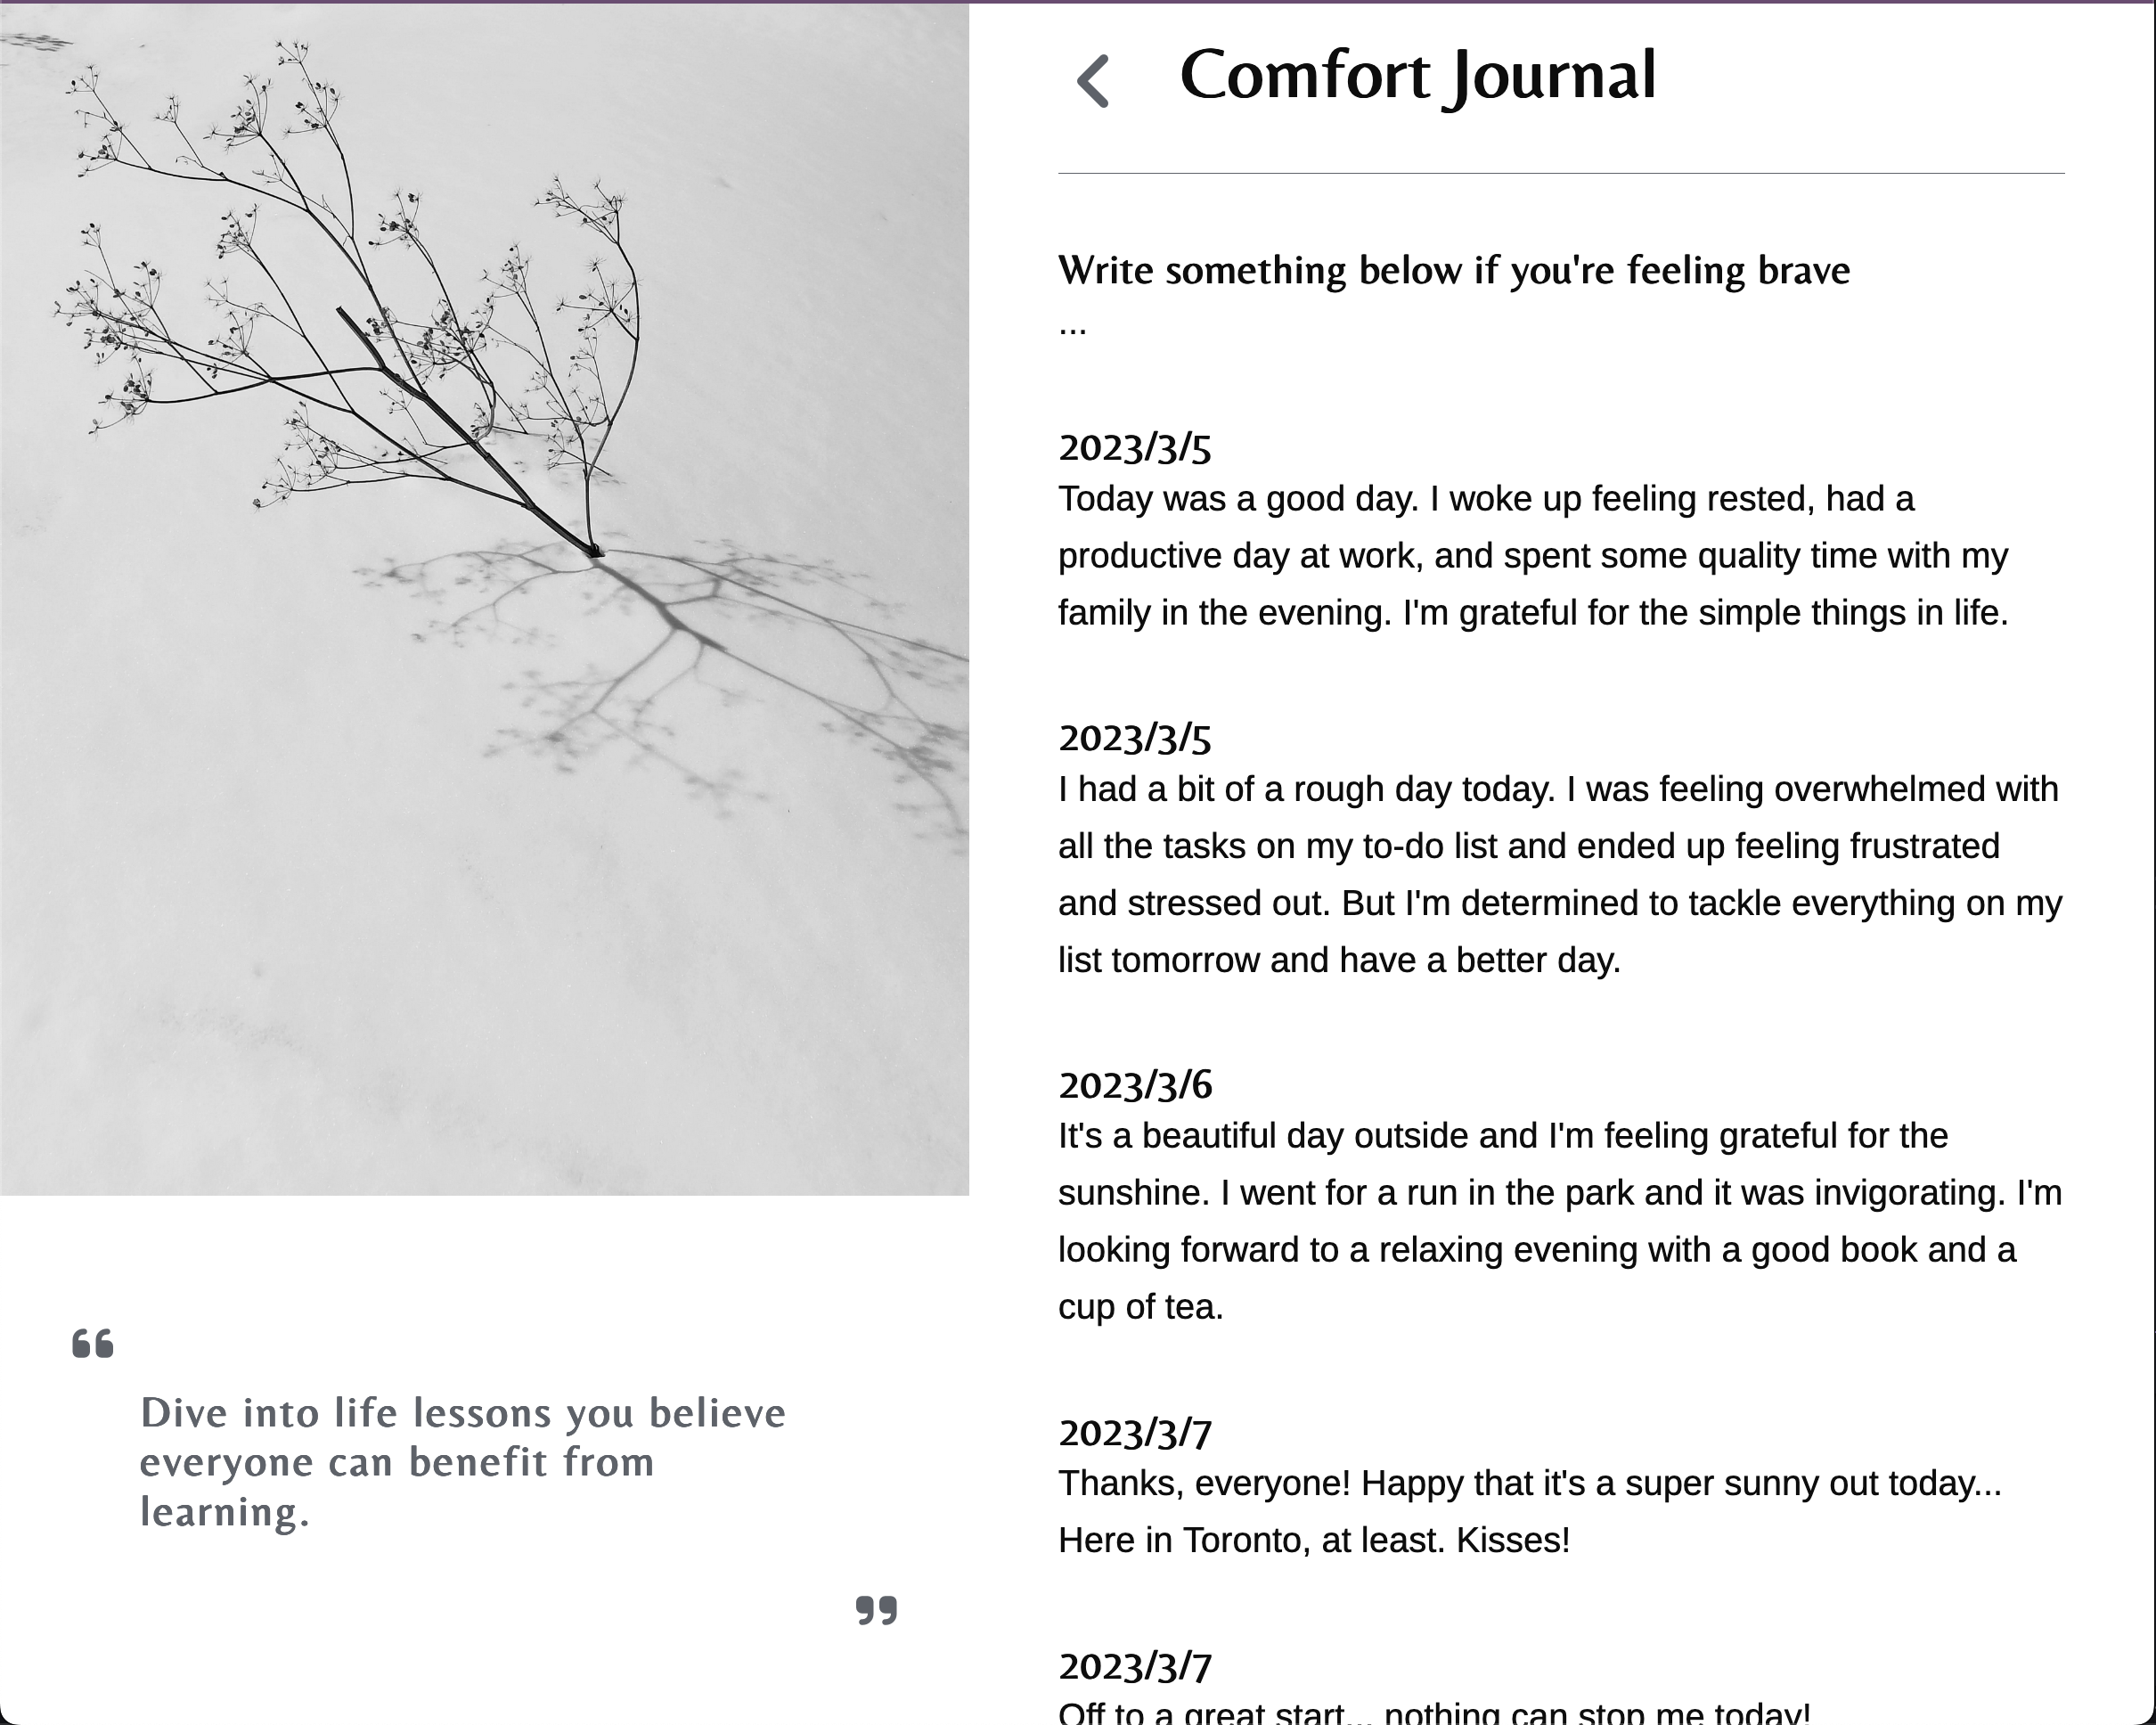 Comfort Journal
Write something below if you're feeling brave
...
2023/3/5
Today was a good day. I woke up feeling rested, had a
productive day at work, and spent some quality time with my
family in the evening. I'm grateful for the simple things in life.
2023/3/5
I had a bit of a rough day today. I was feeling overwhelmed with
all the tasks on my to-do list and ended up feeling frustrated
and stressed out. But I'm determined to tackle everything on my
list tomorrow and have a better day.
2023/3/6
It's a beautiful day outside and I'm feeling grateful for the
sunshine. I went for a run in the park and it was invigorating. I'm
looking forward to a relaxing evening with a good book and a
cup of tea.
2023/3/7
Thanks, everyone! Happy that it's a super sunny out today...
Here in Toronto, at least. Kisses!
2023/3/7
Off to a great start... nothing can stop me today!
“
Dive into life lessons you believe
everyone can benefit from
learning.
”